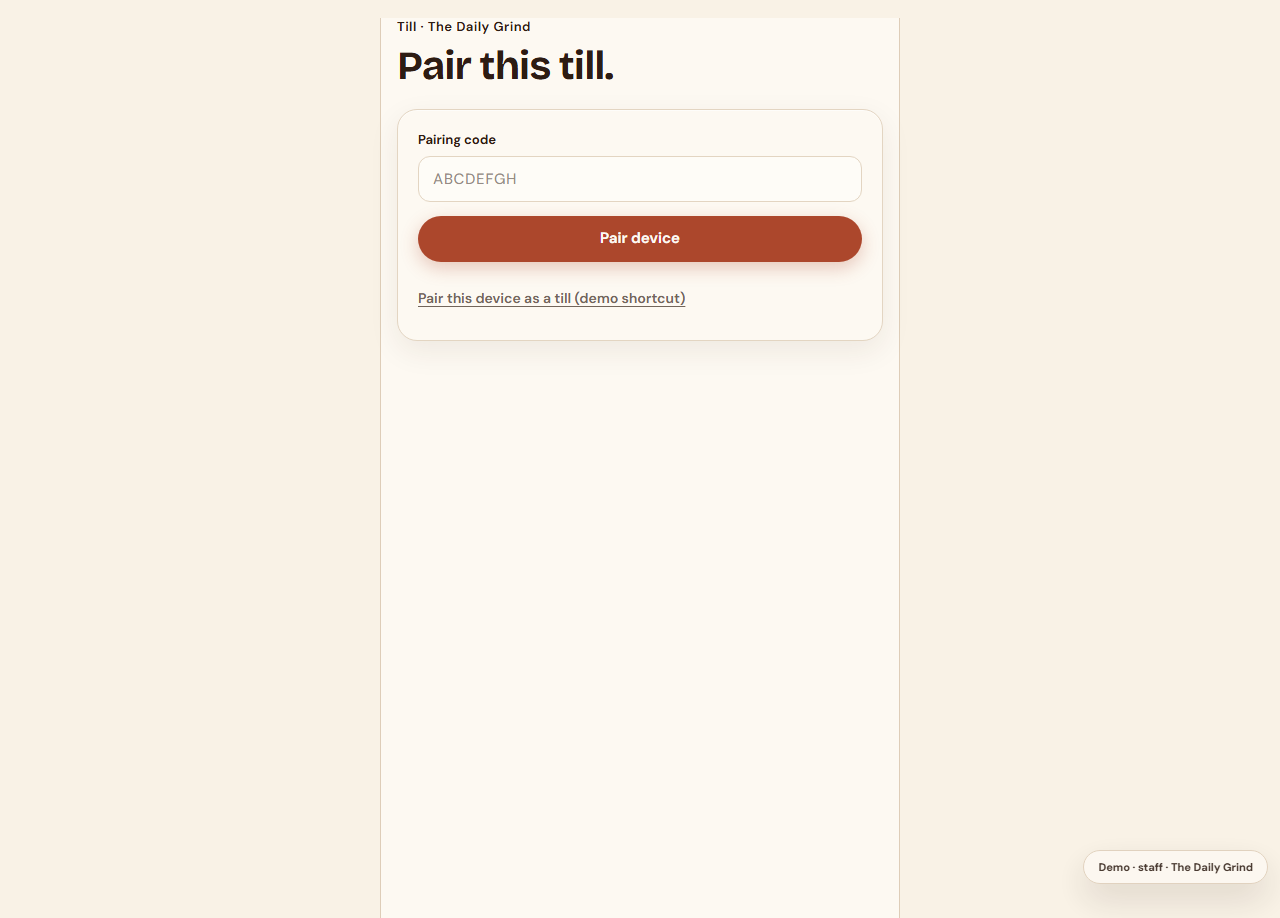 Till · The Daily Grind
Pair this till.
Pairing code
ABCDEFGH
Pair device
Pair this device as a till (demo shortcut)
Demo · staff · The Daily Grind